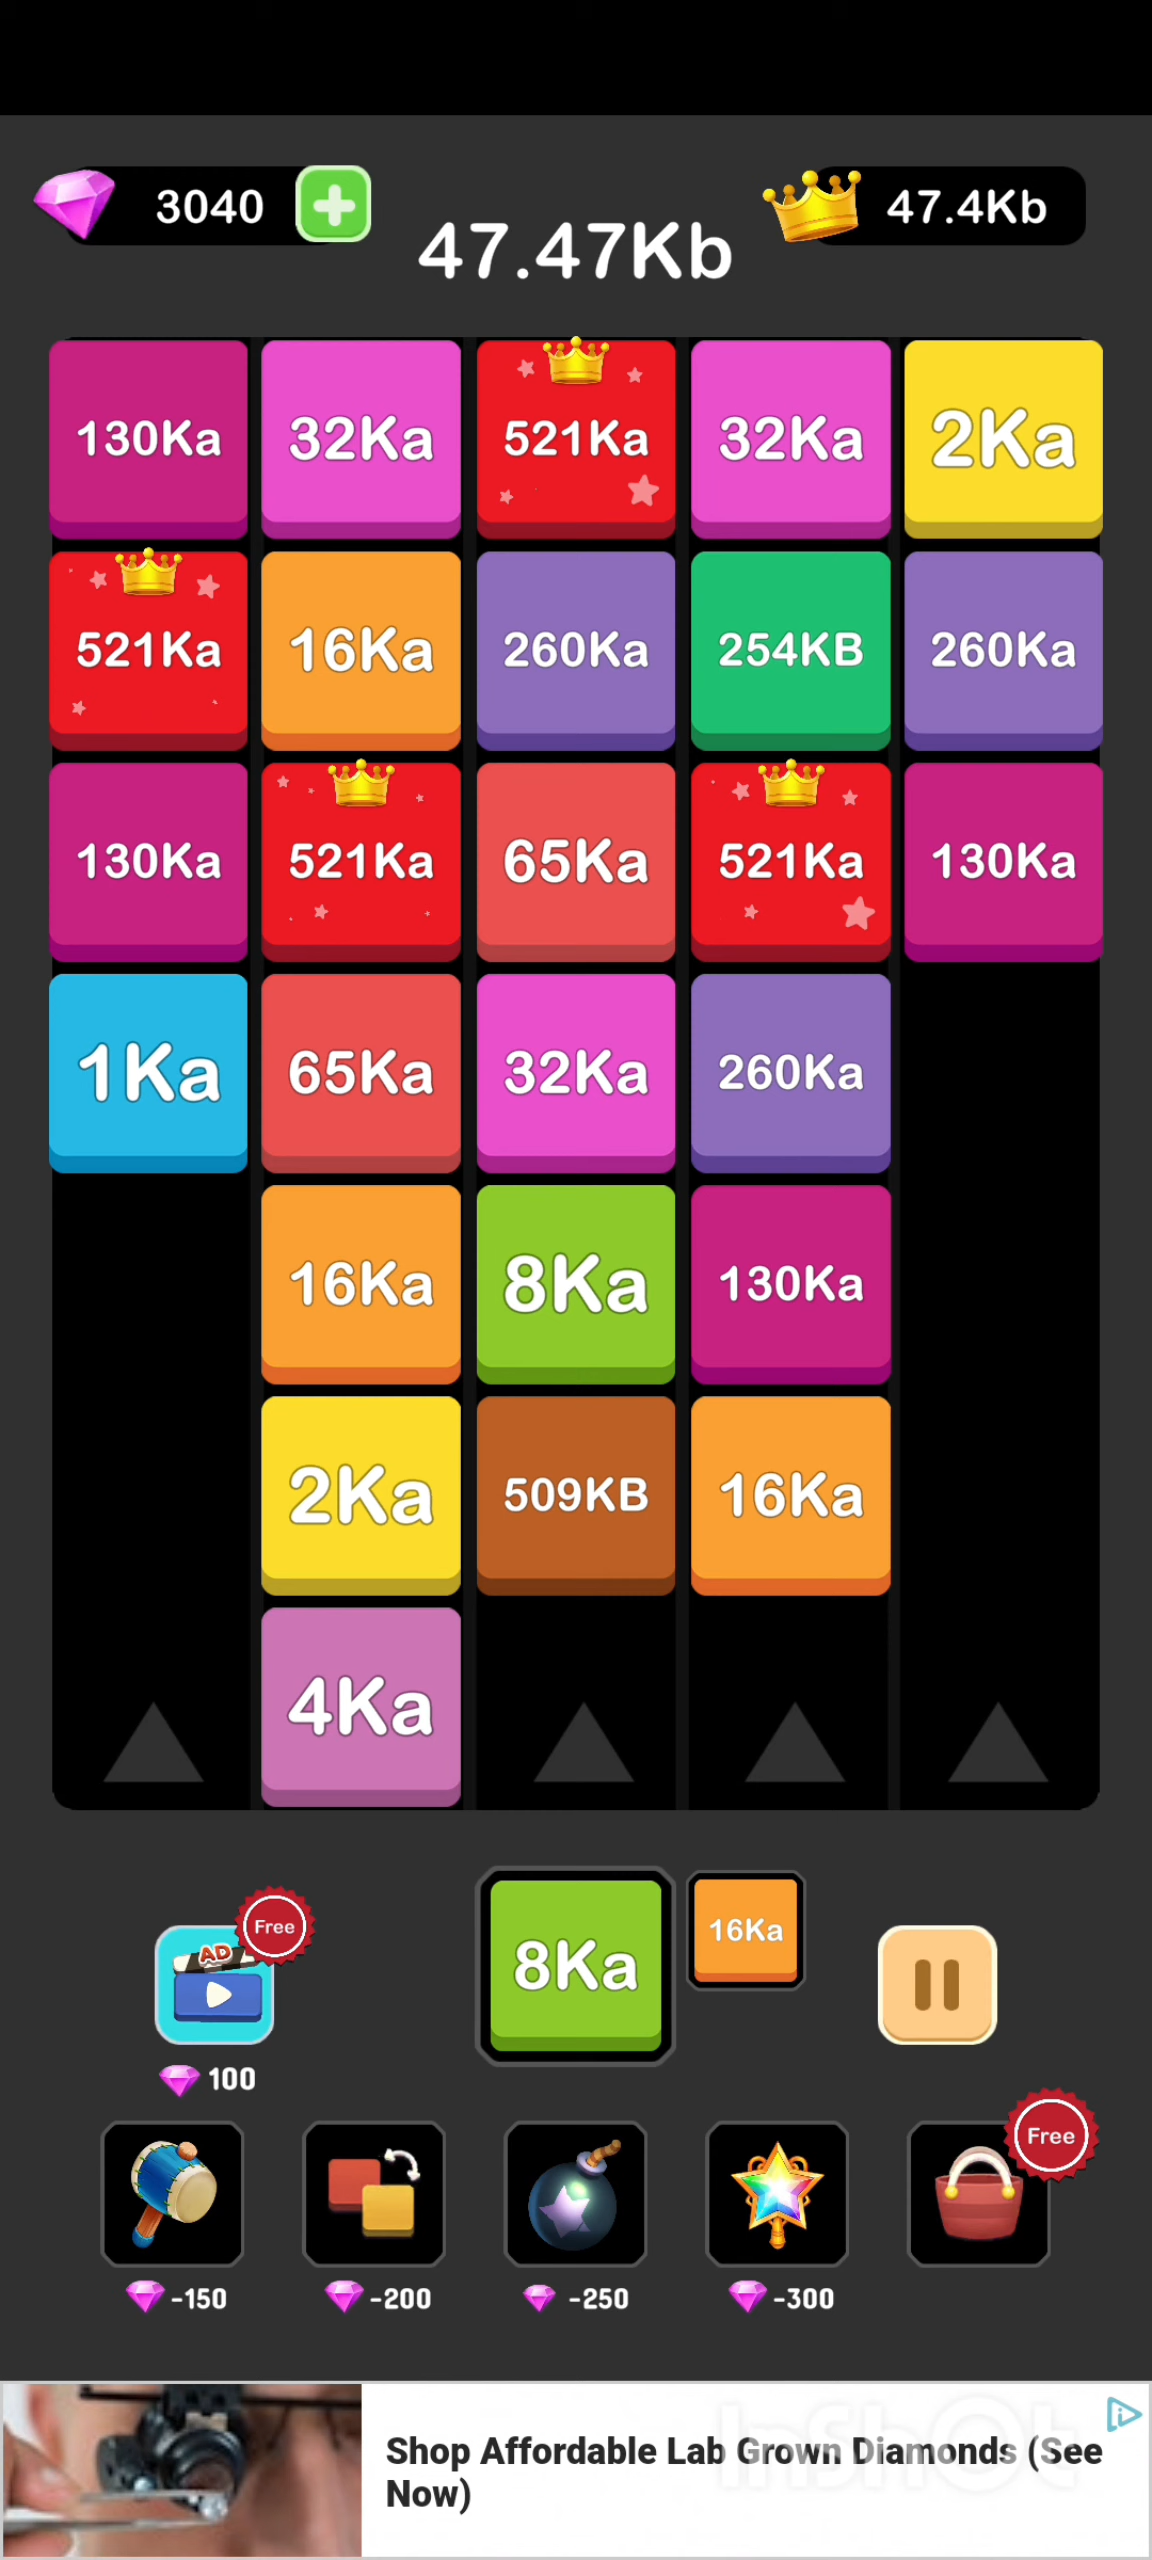 3040
47.47Kb
47.4Kb
130Ka 32Ka 521Ka 32Ka 2Ka
521Ka 16Ka 260Ka 254KB 260Ka
130Ka 521Ka 65Ka 521Ka 130Ka
1Ka 65Ka 32Ka 260Ka
16Ka 8Ka 130Ka
2Ka 509KB 16Ka
4Ka
Free
AD
8Ka
16Ka
100
Free
-150 -200 -250 -300
Shop Affordable Lab Grown Diamonds (See
Now)
InShOt